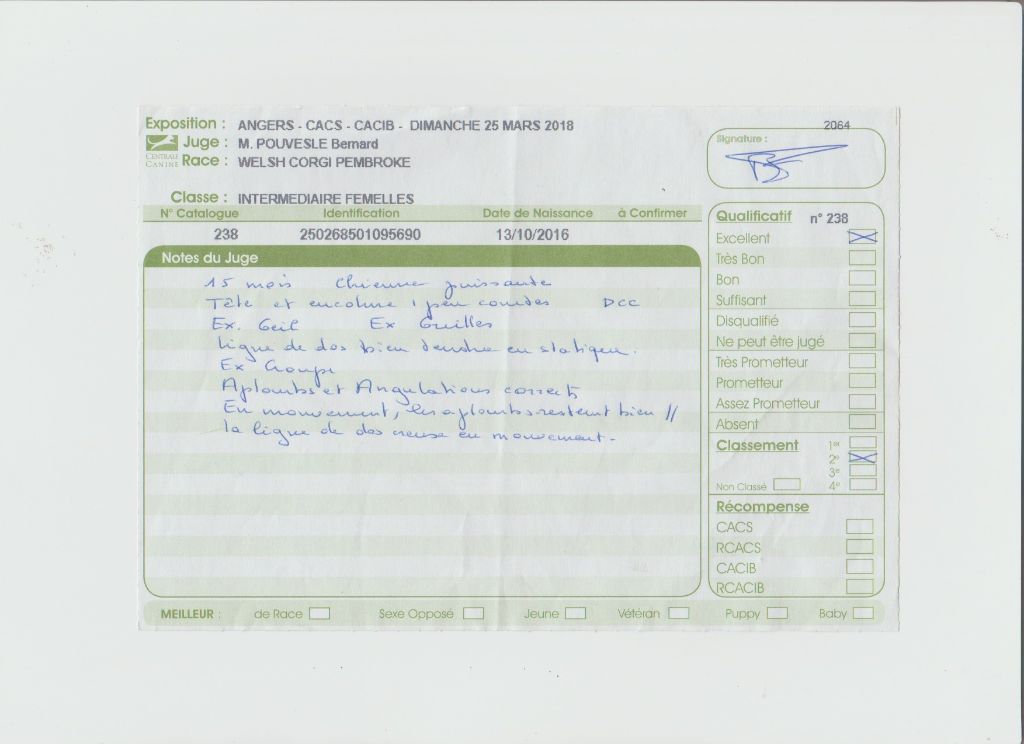 Exposition : ANGERS - CACS - CACIB - DIMANCHE 25 MARS 2018
2064
CENTRALE CANINE
Juge : M. POUVESLE Bernard
Race : WELSH CORGI PEMBROKE
Signature :
Classe : INTERMEDIAIRE FEMELLES
N° Catalogue Identification Date de Naissance à Confirmer
238 250268501095690 13/10/2016
Notes du Juge
15 mois Chienne puissante
Tête et encolure 1 peu courtes DCC
Ex. Oeil Ex Oreilles
Ligne de dos bien tendue en statique.
Ex Croupe
Aplombs et Angulations corrects
En mouvement, les aplombs restent bien //
la ligne de dos creuse en mouvement.
Qualificatif n° 238
Excellent
Très Bon
Bon
Suffisant
Disqualifié
Ne peut être jugé
Très Prometteur
Prometteur
Assez Prometteur
Absent
Classement 1er
2e
3e
Non Classé 4e
Récompense
CACS
RCACS
CACIB
RCACIB
MEILLEUR : de Race Sexe Opposé Jeune Vétéran Puppy Baby